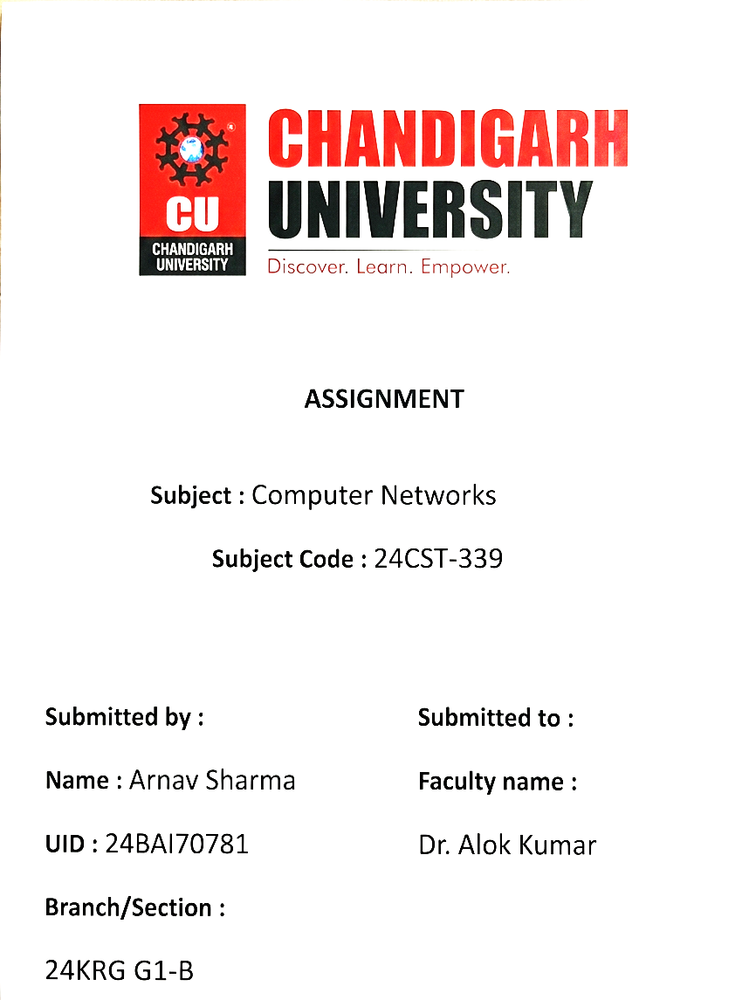 CU
CHANDIGARH
UNIVERSITY
CHANDIGARH
UNIVERSITY
Discover. Learn. Empower.
ASSIGNMENT
Subject : Computer Networks
Subject Code : 24CST-339
Submitted by :
Name : Arnav Sharma
UID : 24BAI70781
Branch/Section :
24KRG G1-B
Submitted to :
Faculty name :
Dr. Alok Kumar